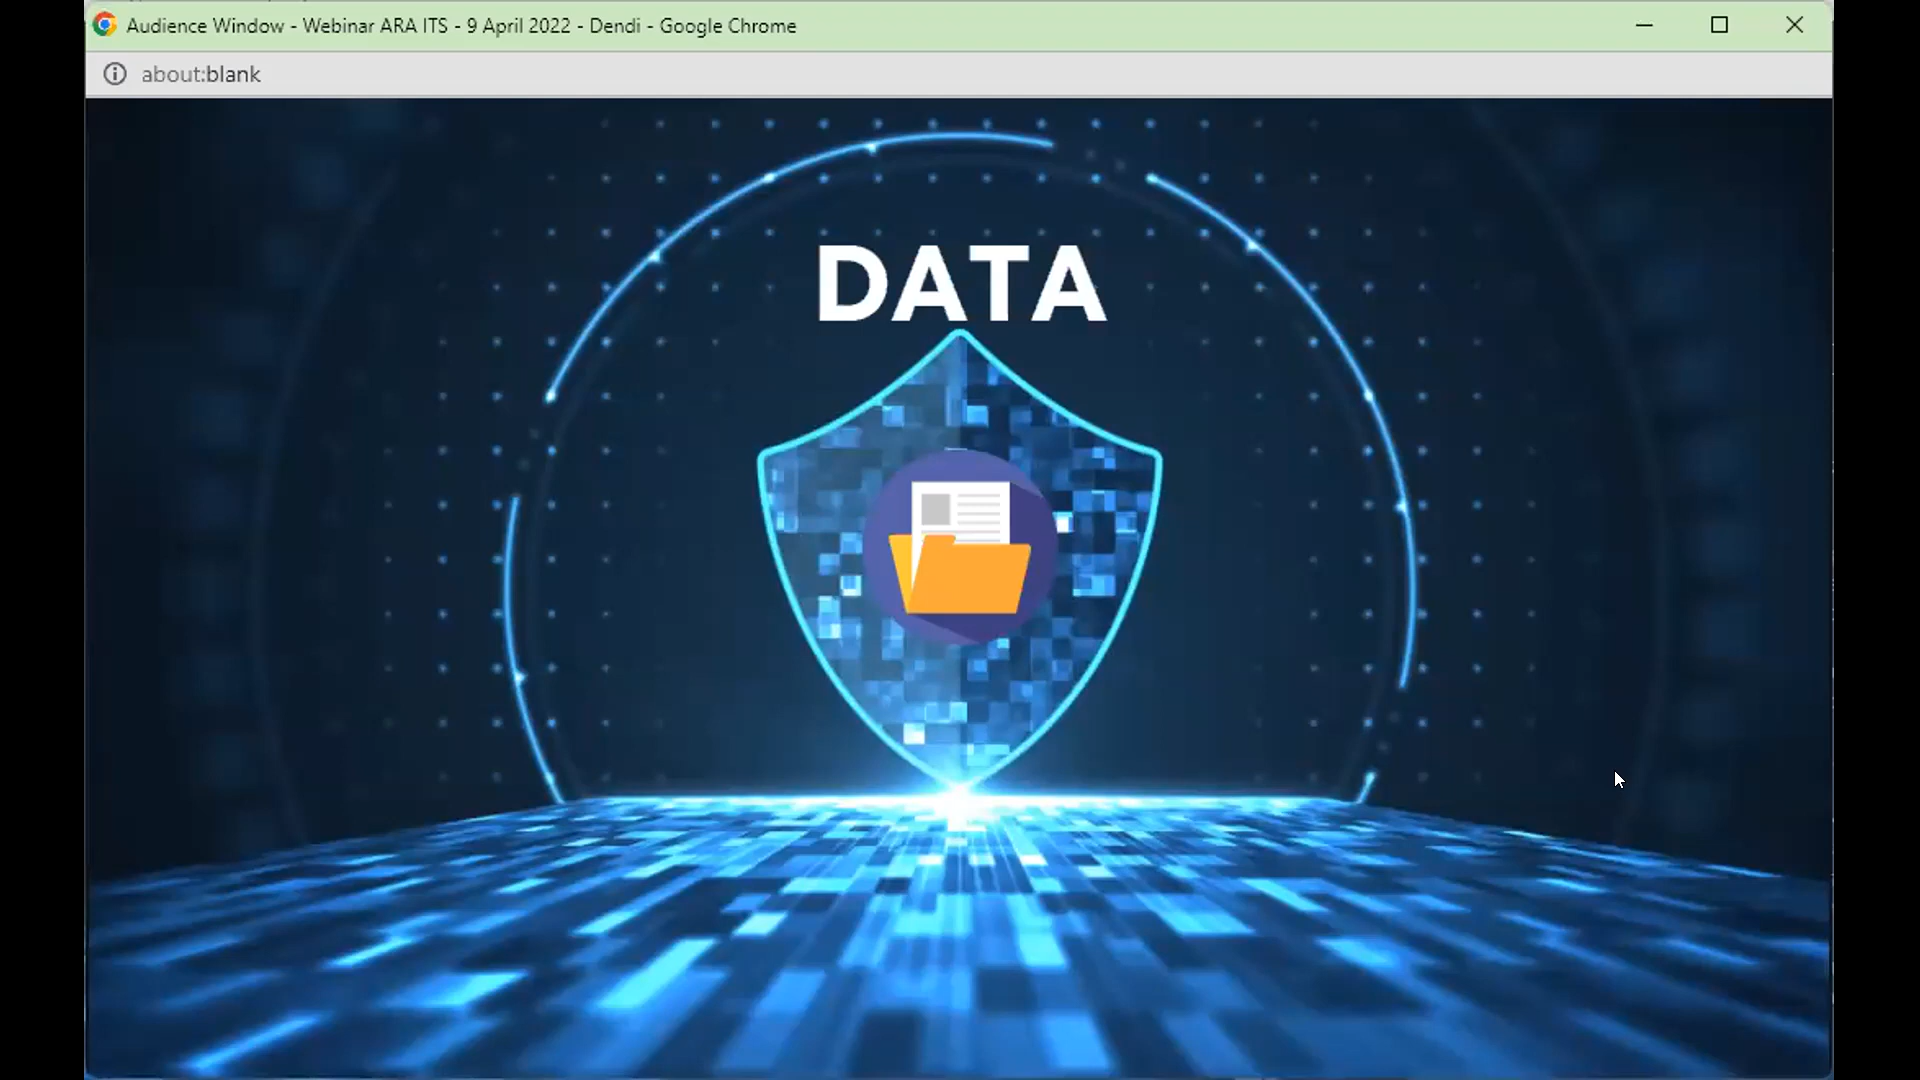 Audience Window - Webinar ARA ITS - 9 April 2022 - Dendi - Google Chrome
about:blank
DATA